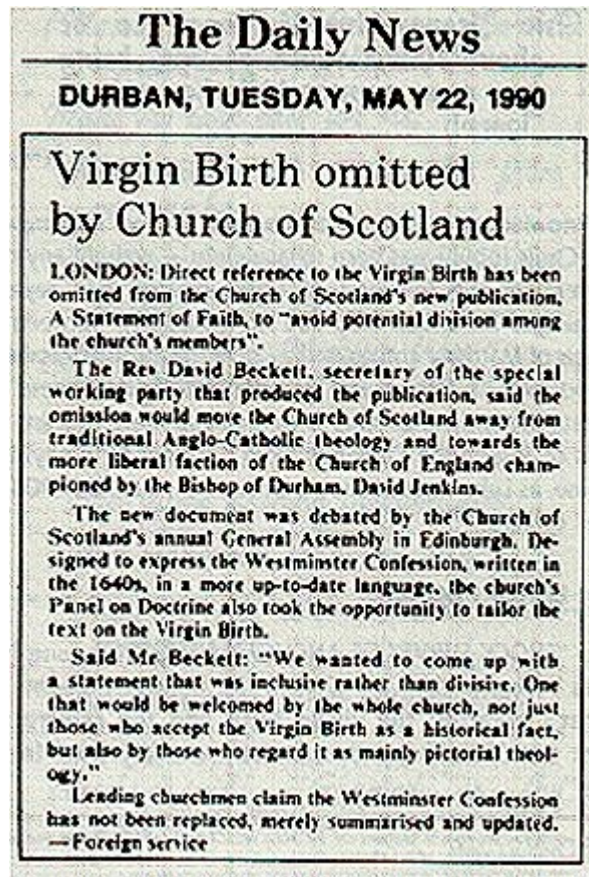 The Daily News
DURBAN, TUESDAY, MAY 22, 1990
Virgin Birth omitted
by Church of Scotland
LONDON: Direct reference to the Virgin Birth has been
omitted from the Church of Scotland's new publication,
A Statement of Faith, to "avoid potential division among
the church's members".
The Rev David Beckett, secretary of the special
working party that produced the publication, said the
omission would move the Church of Scotland away from
traditional Anglo-Catholic theology and towards the
more liberal faction of the Church of England cham-
pioned by the Bishop of Durham, David Jenkins.
The new document was debated by the Church of
Scotland's annual General Assembly in Edinburgh. De-
signed to express the Westminster Confession, written in
the 1640s, in a more up-to-date language, the church's
Panel on Doctrine also took the opportunity to tailor the
text on the Virgin Birth.
Said Mr Beckett: "We wanted to come up with
a statement that was inclusive rather than divisive. One
that would be welcomed by the whole church, not just
those who accept the Virgin Birth as a historical fact,
but also by those who regard it as mainly pictorial theol-
ogy."
Leading churchmen claim the Westminster Confession
has not been replaced, merely summarised and updated.
—Foreign service